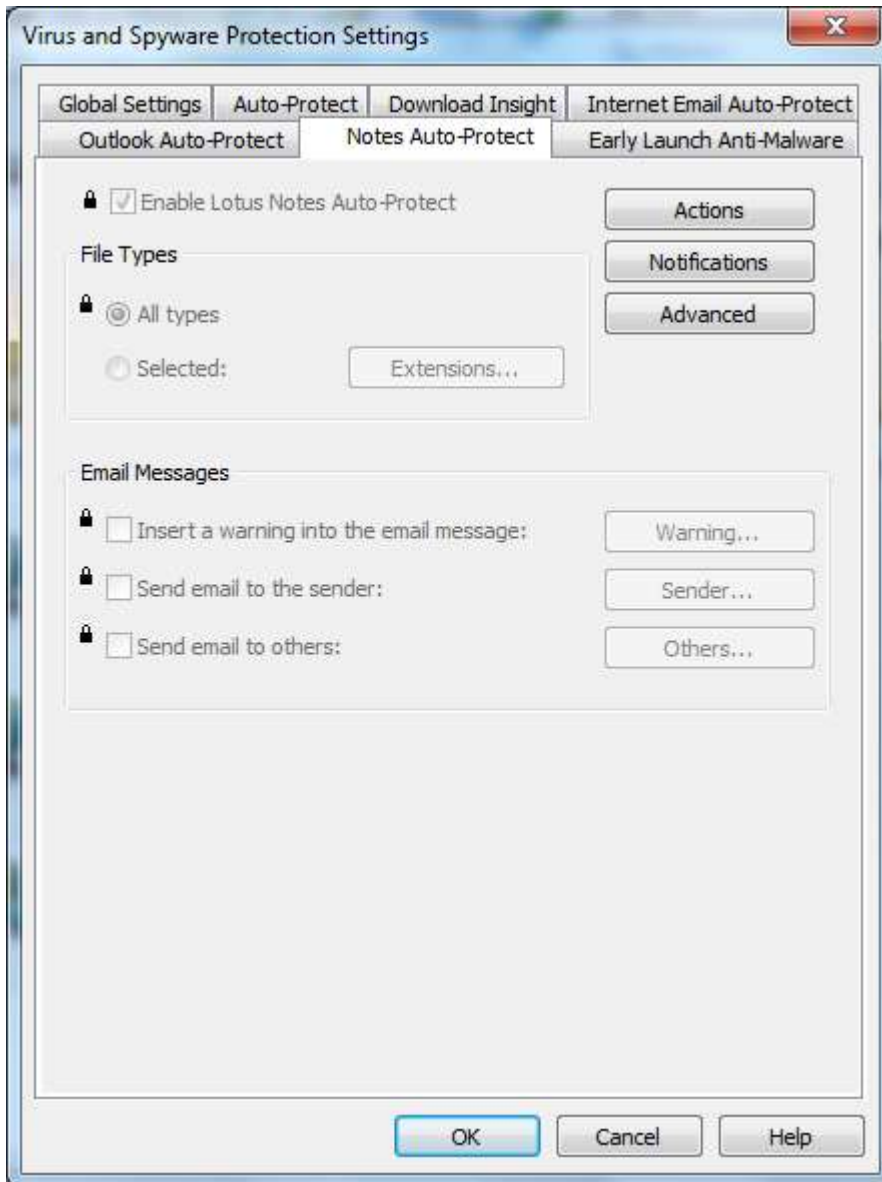 Virus and Spyware Protection Settings
Global Settings Auto-Protect Download Insight Internet Email Auto-Protect
Outlook Auto-Protect Notes Auto-Protect Early Launch Anti-Malware
Enable Lotus Notes Auto-Protect Actions
File Types Notifications
All types Advanced
Selected: Extensions...
Email Messages
Insert a warning into the email message: Warning...
Send email to the sender: Sender...
Send email to others: Others...
OK Cancel Help